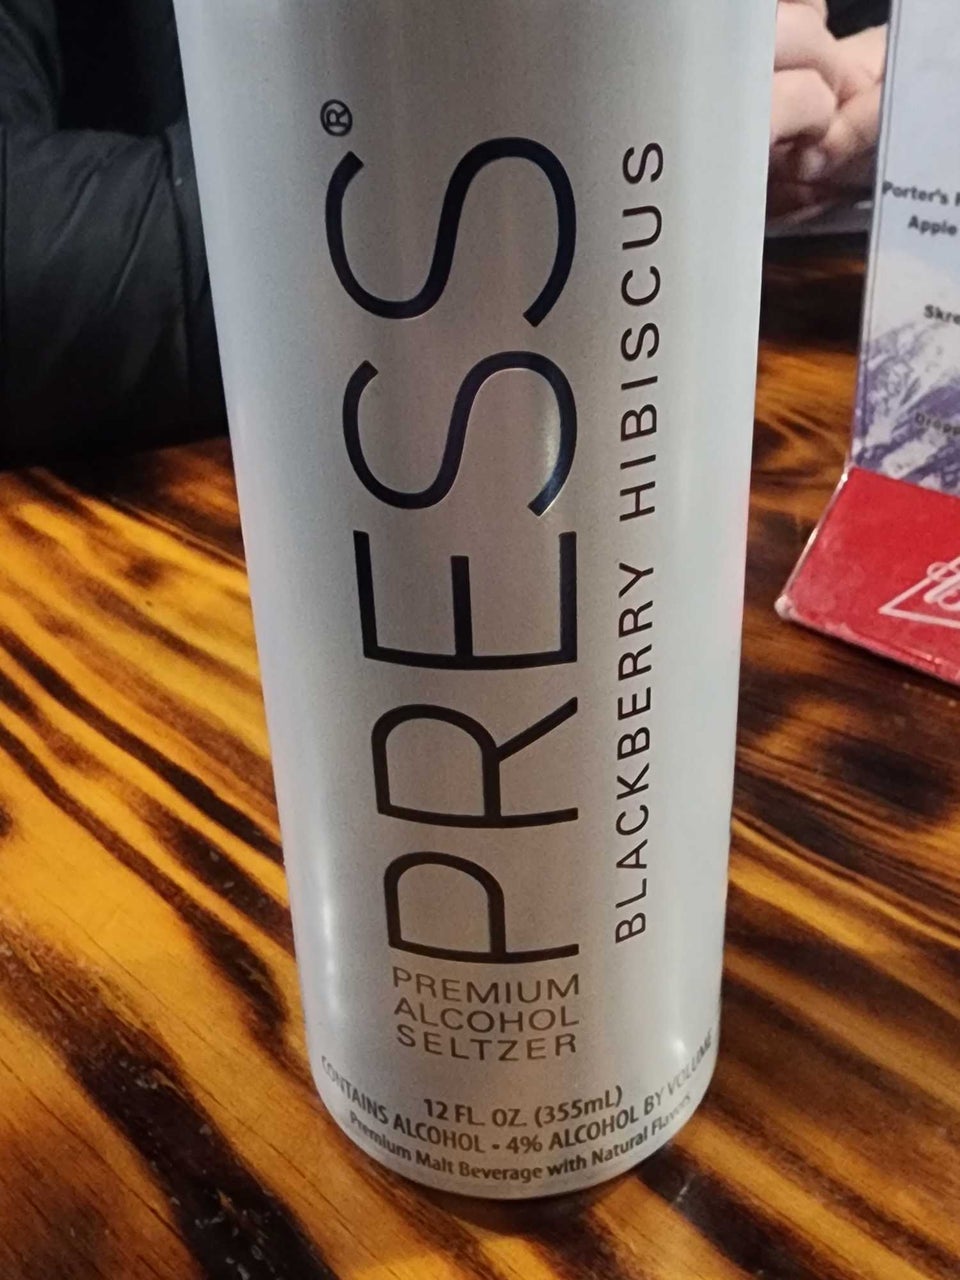 PRESS®
BLACKBERRY HIBISCUS
PREMIUM
ALCOHOL
SELTZER
12 FL. OZ. (355mL)
CONTAINS ALCOHOL - 4% ALCOHOL BY VOLUME
Premium Malt Beverage with Natural Flavors
Porter's
Apple